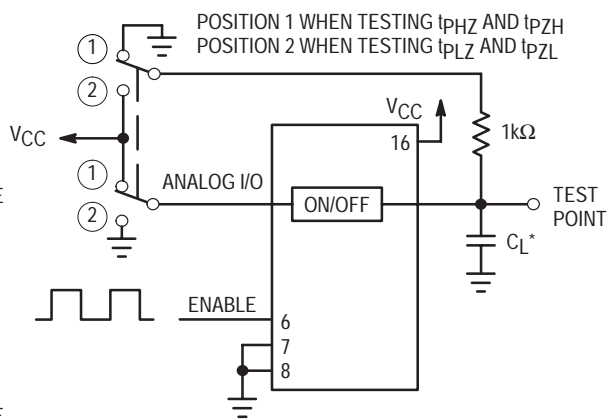 POSITION 1 WHEN TESTING tPHZ AND tPZH
POSITION 2 WHEN TESTING tPLZ AND tPZL
1
2
VCC
1
2
VCC
16
1kΩ
ANALOG I/O
ON/OFF
TEST
POINT
CL*
ENABLE
6
7
8